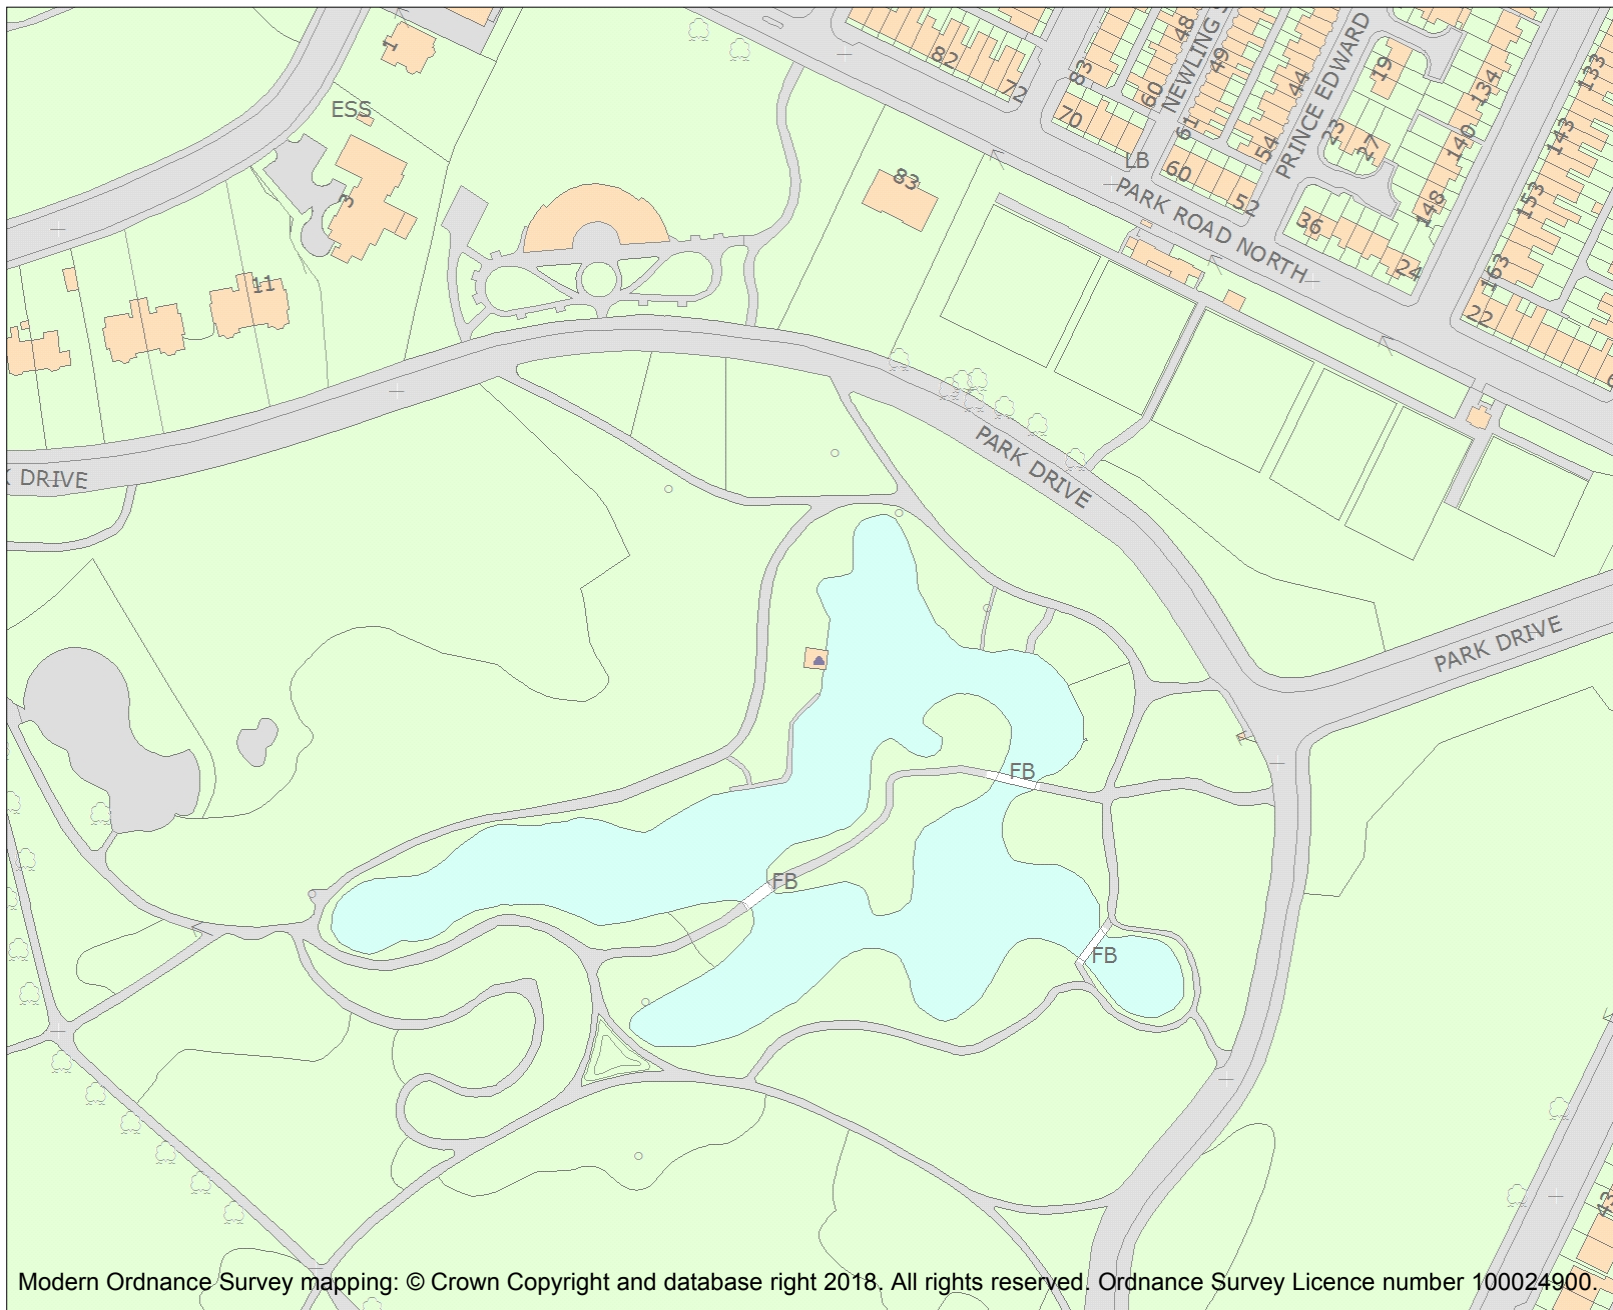 1
ESS
3
11
83
82
72
83
70
48
60
NEWLING S
49
61
44
54
PRINCE EDWARD
19
134
23
27
140
148
133
143
153
163
LB
60
52
36
24
22
6
PARK ROAD NORTH
PARK DRIVE
K DRIVE
PARK DRIVE
FB
FB
FB
43
Modern Ordnance Survey mapping: © Crown Copyright and database right 2018. All rights reserved. Ordnance Survey Licence number 100024900.